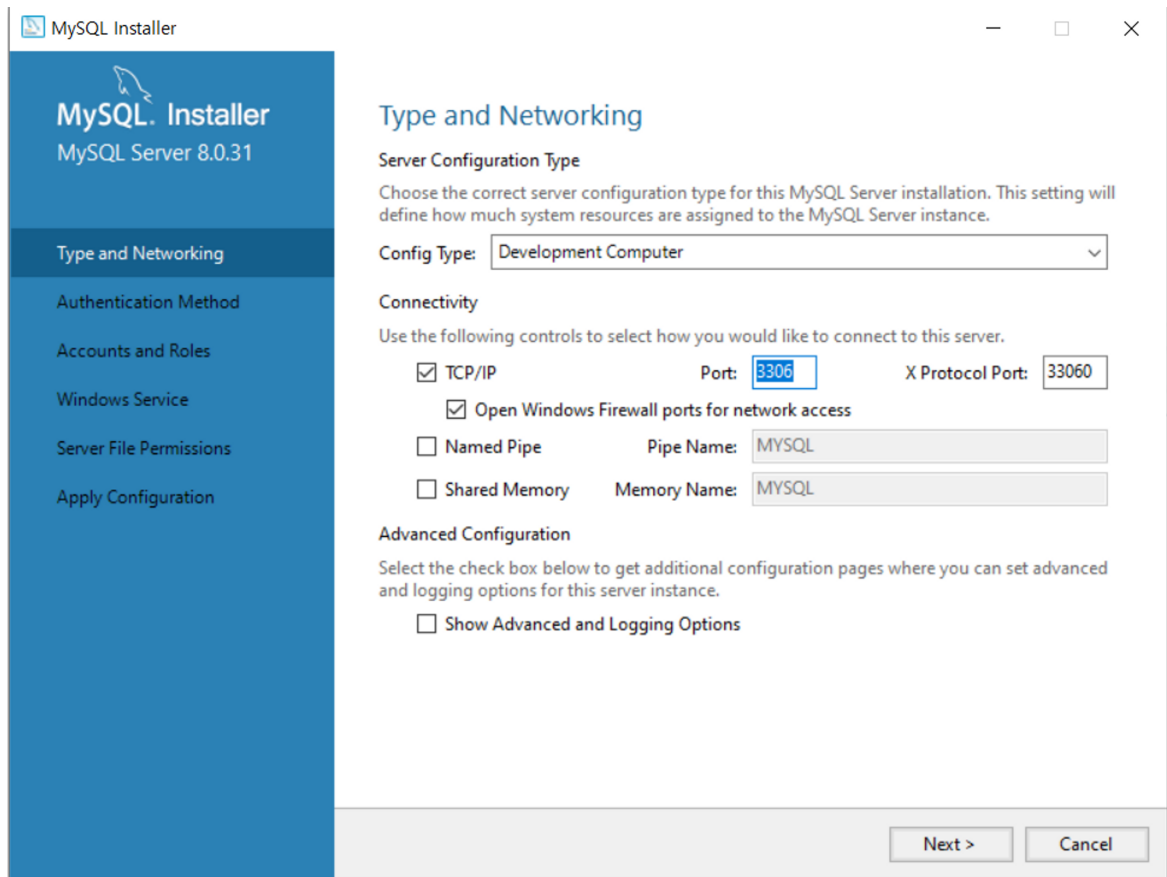 MySQL Installer
MySQL. Installer
MySQL Server 8.0.31
Type and Networking
Authentication Method
Accounts and Roles
Windows Service
Server File Permissions
Apply Configuration
Type and Networking
Server Configuration Type
Choose the correct server configuration type for this MySQL Server installation. This setting will
define how much system resources are assigned to the MySQL Server instance.
Config Type: Development Computer
Connectivity
Use the following controls to select how you would like to connect to this server.
TCP/IP Port: 3306 X Protocol Port: 33060
Open Windows Firewall ports for network access
Named Pipe Pipe Name: MYSQL
Shared Memory Memory Name: MYSQL
Advanced Configuration
Select the check box below to get additional configuration pages where you can set advanced
and logging options for this server instance.
Show Advanced and Logging Options
Next > Cancel